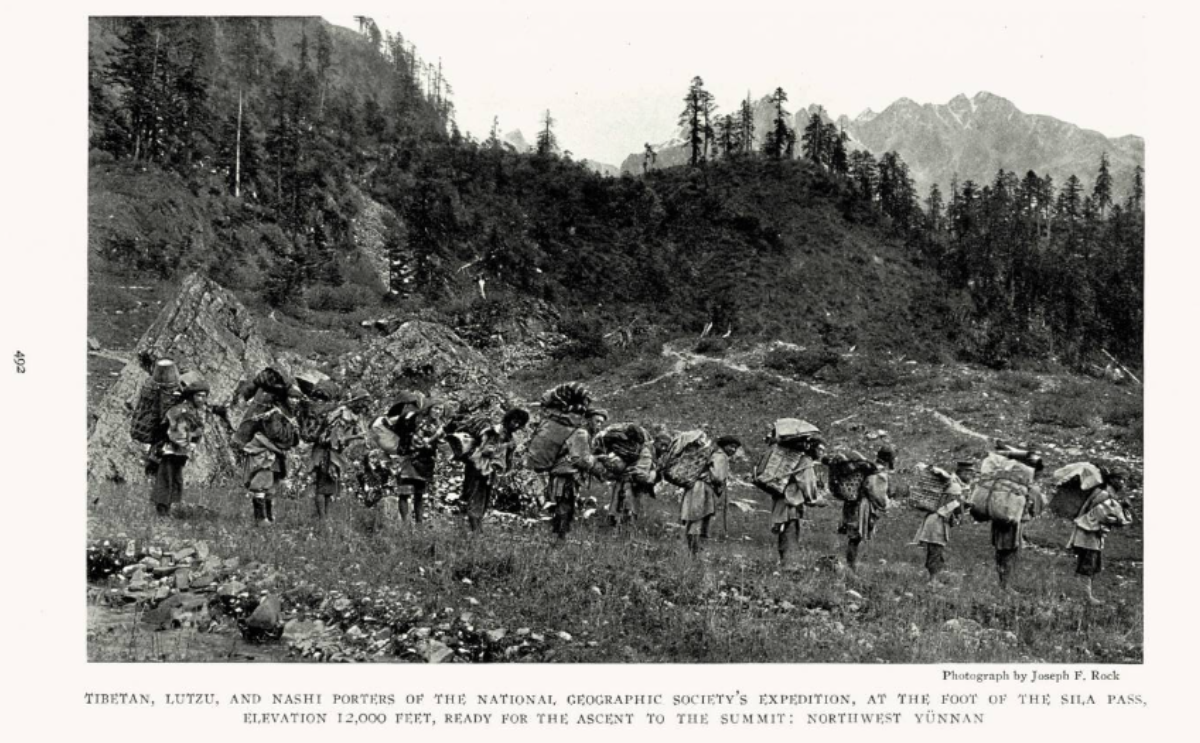 492
Photograph by Joseph F. Rock
TIBETAN, LUTZU, AND NASHI PORTERS OF THE NATIONAL GEOGRAPHIC SOCIETY'S EXPEDITION, AT THE FOOT OF THE SILA PASS,
ELEVATION 12,000 FEET, READY FOR THE ASCENT TO THE SUMMIT: NORTHWEST YÜNNAN